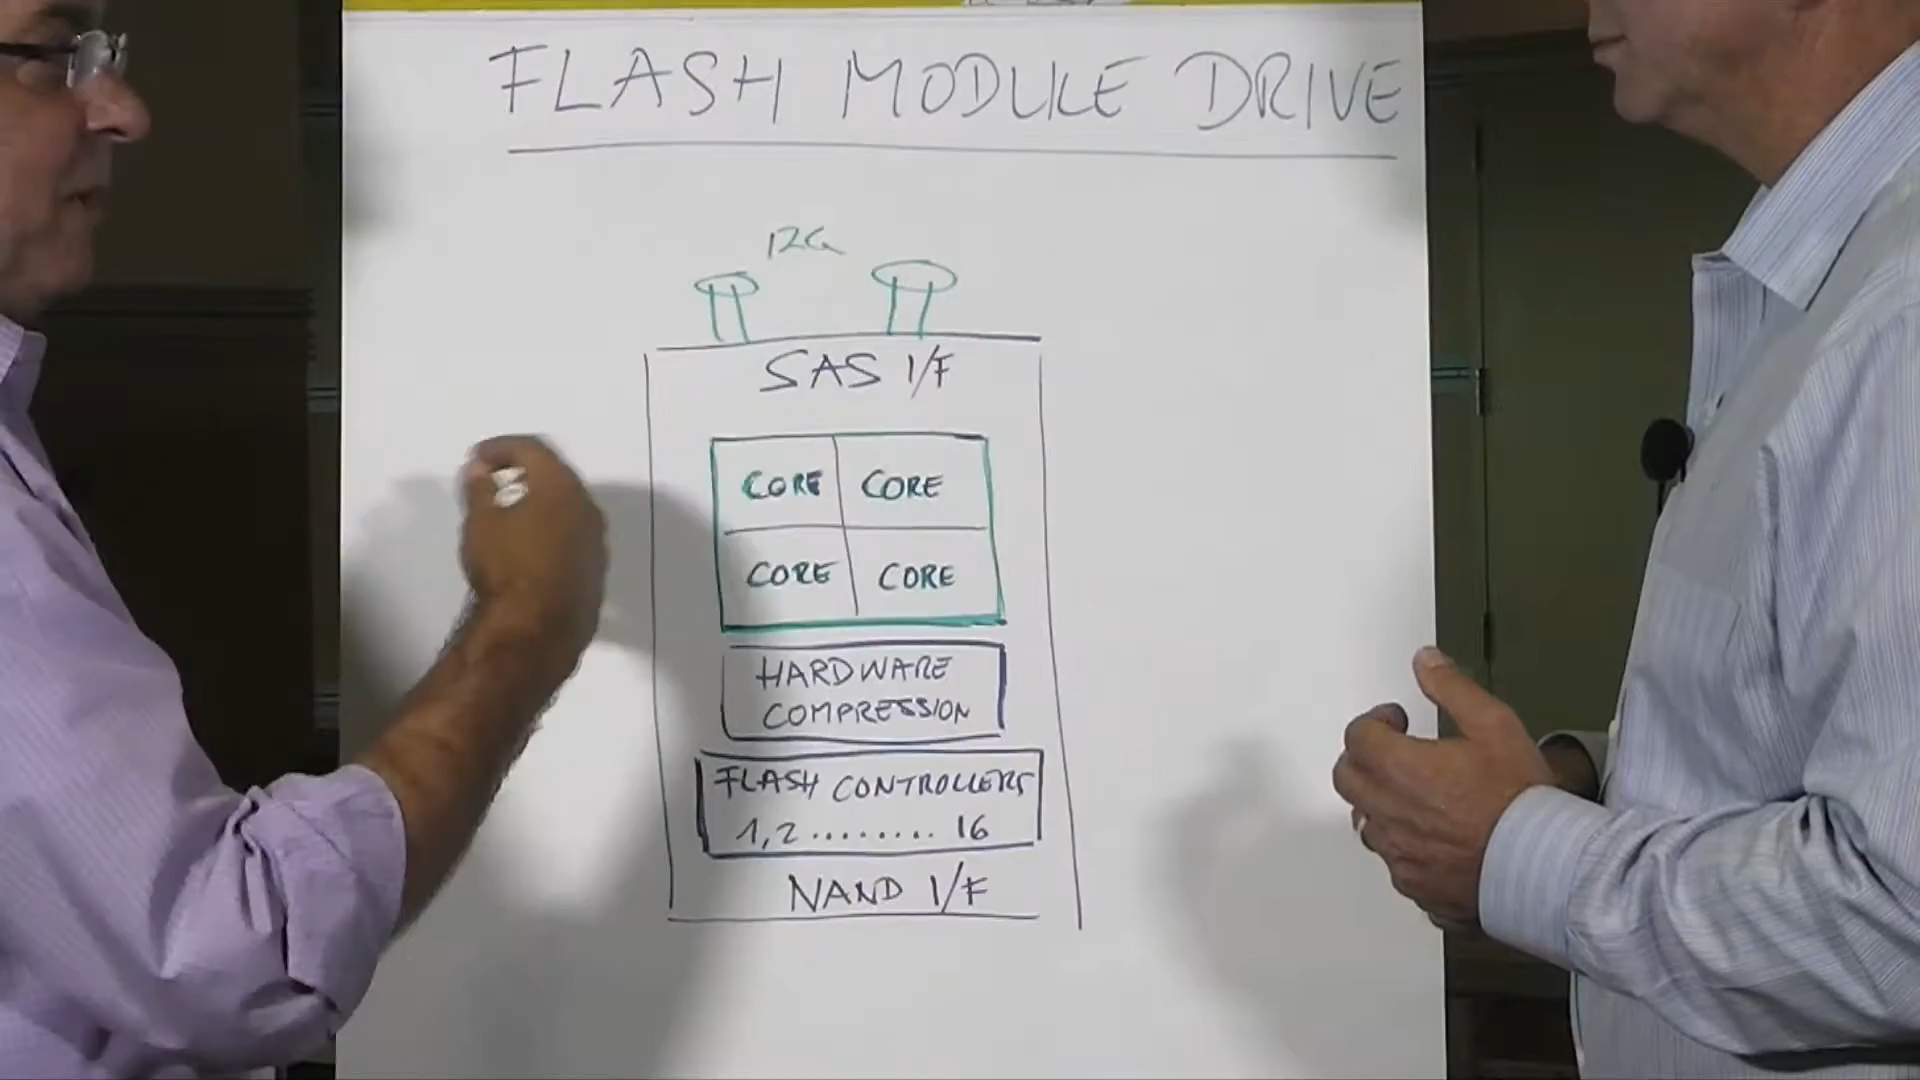 FLASH MODULE DRIVE
12G
SAS I/F
CORE CORE
CORE CORE
HARDWARE
COMPRESSION
FLASH CONTROLLERS
1,2........16
NAND I/F